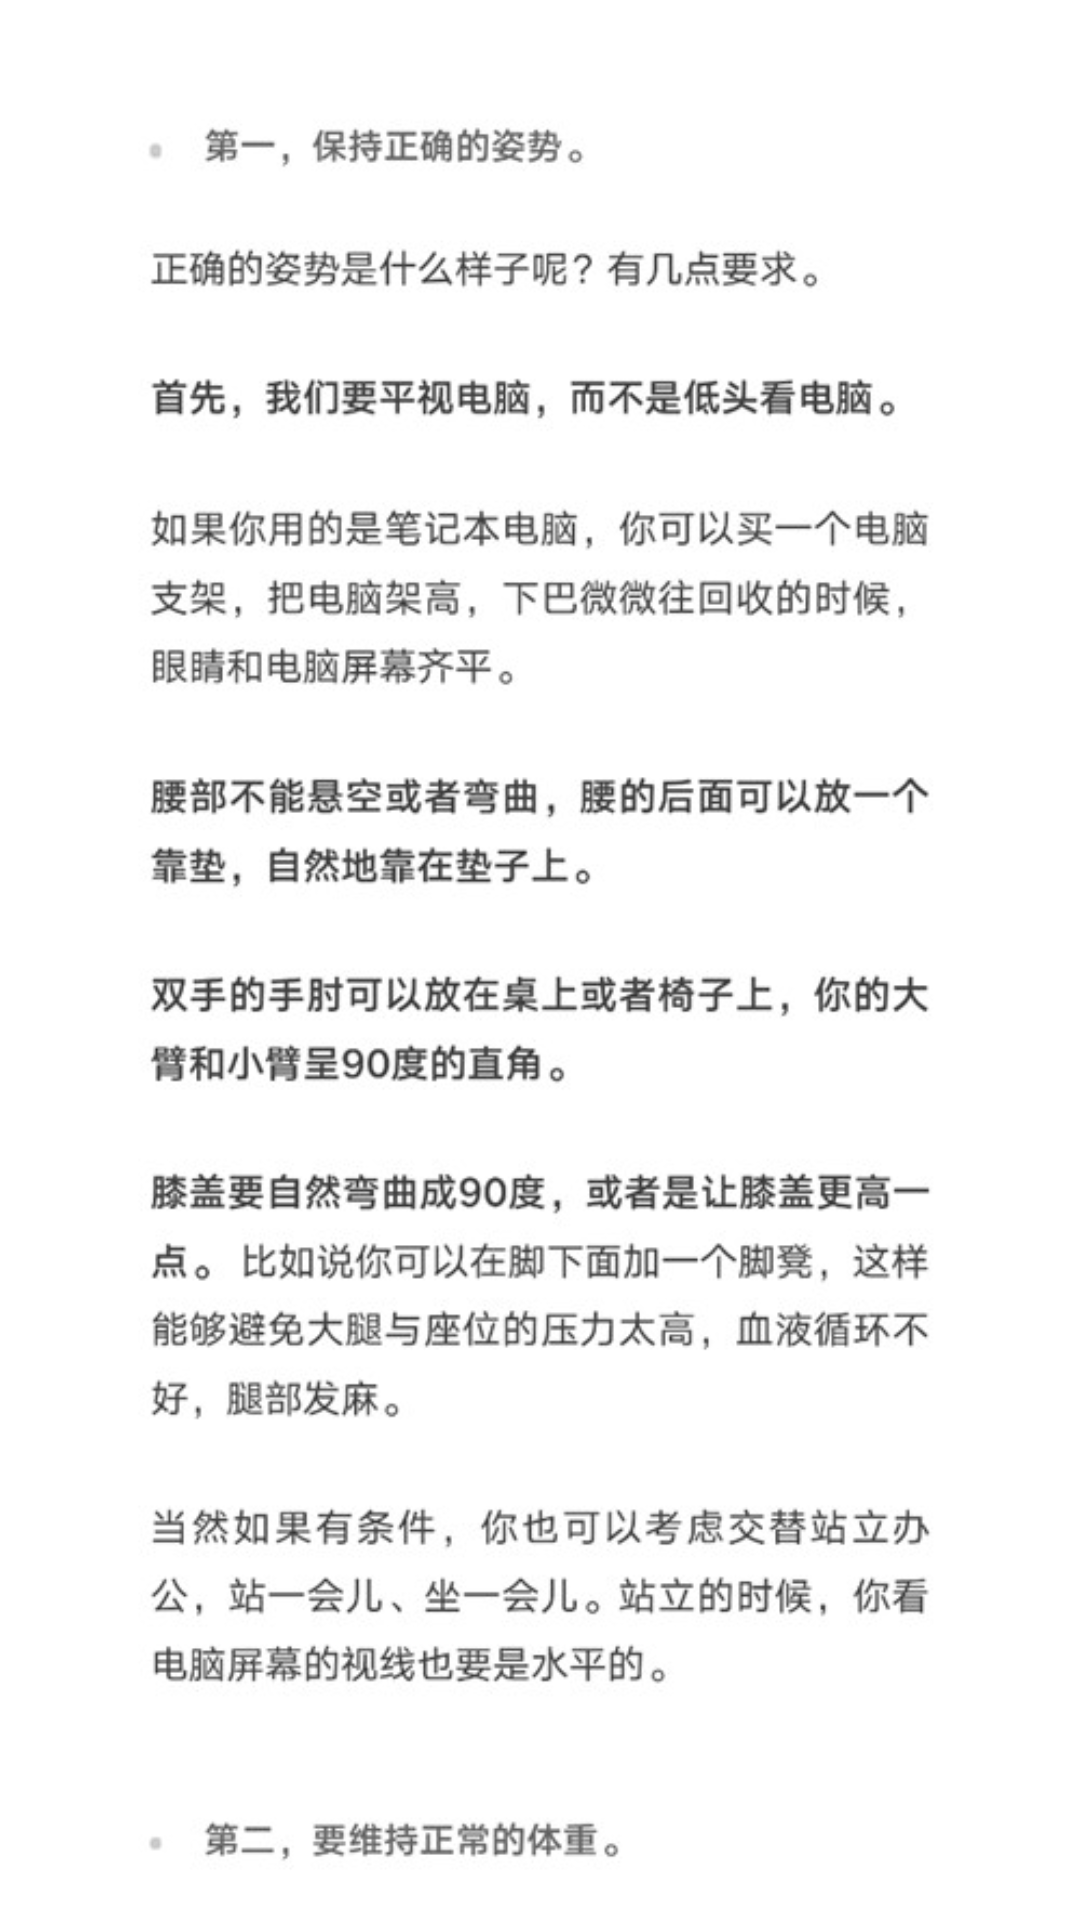 第一，保持正确的姿势。
正确的姿势是什么样子呢？有几点要求。
首先，我们要平视电脑，而不是低头看电脑。
如果你用的是笔记本电脑，你可以买一个电脑
支架，把电脑架高，下巴微微往回收的时候，
眼睛和电脑屏幕齐平。
腰部不能悬空或者弯曲，腰的后面可以放一个
靠垫，自然地靠在垫子上。
双手的手肘可以放在桌上或者椅子上，你的大
臂和小臂呈90度的直角。
膝盖要自然弯曲成90度，或者是让膝盖更高一
点。比如说你可以在脚下面加一个脚凳，这样
能够避免大腿与座位的压力太高，血液循环不
好，腿部发麻。
当然如果有条件，你也可以考虑交替站立办
公，站一会儿、坐一会儿。站立的时候，你看
电脑屏幕的视线也要是水平的。
第二，要维持正常的体重。